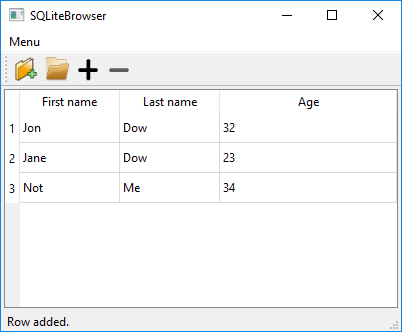 SQLiteBrowser
Menu
First name Last name Age
1 Jon Dow 32
2 Jane Dow 23
3 Not Me 34
Row added.